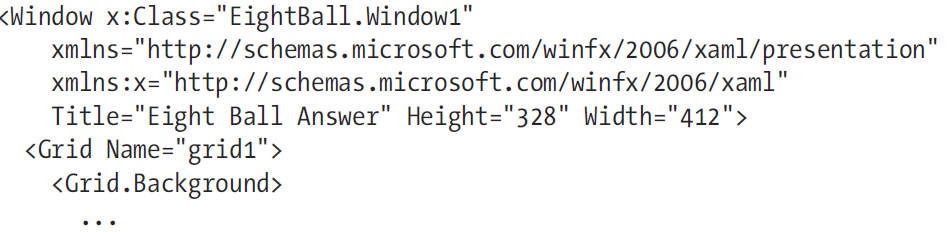 <Window x:Class="EightBall.Window1"
xmlns="http://schemas.microsoft.com/winfx/2006/xaml/presentation"
xmlns:x="http://schemas.microsoft.com/winfx/2006/xaml"
Title="Eight Ball Answer" Height="328" Width="412">
<Grid Name="grid1">
<Grid.Background>
...